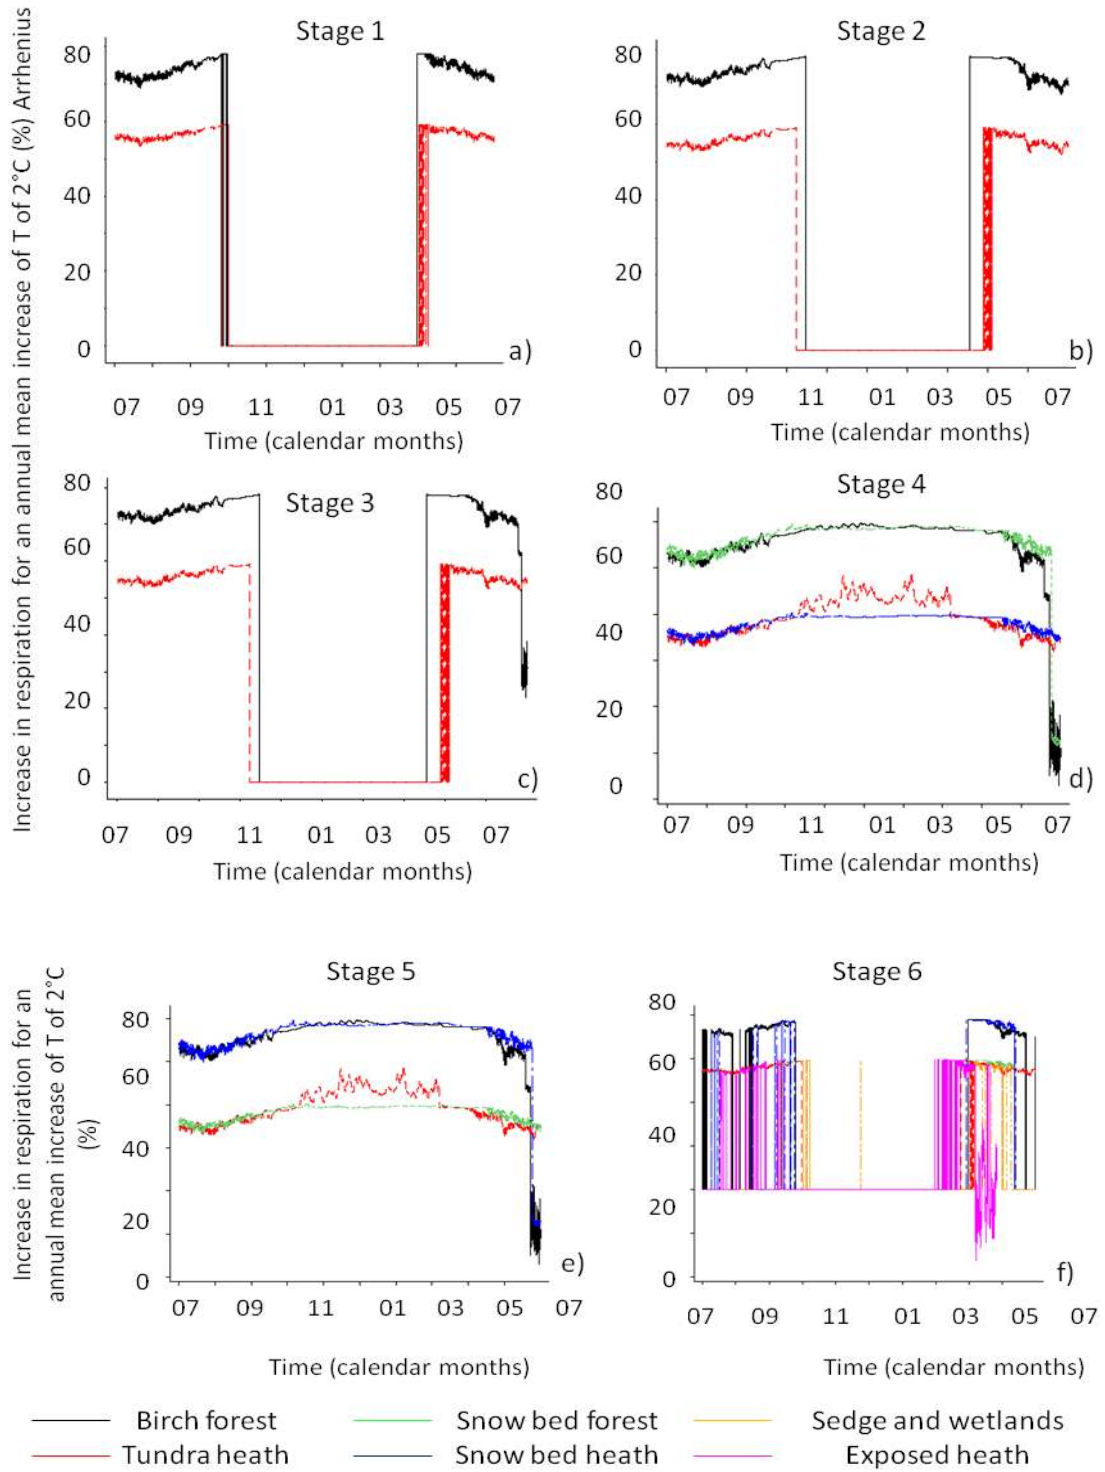 Increase in respiration for an annual mean increase of T of 2°C (%) Arrhenius
Stage 1
80
60
40
20
0
a)
07 09 11 01 03 05 07
Time (calendar months)
Stage 2
80
60
40
20
0
b)
07 09 11 01 03 05 07
Time (calendar months)
Stage 3
80
60
40
20
0
c)
07 09 11 01 03 05 07
Time (calendar months)
Stage 4
80
60
40
20
0
d)
07 09 11 01 03 05 07
Time (calendar months)
Increase in respiration for an
annual mean increase of T of 2°C
(%)
Stage 5
80
60
40
20
0
e)
07 09 11 01 03 05 07
Time (calendar months)
Stage 6
80
60
40
20
0
f)
07 09 11 01 03 05 07
Time (calendar months)
Birch forest Snow bed forest Sedge and wetlands
Tundra heath Snow bed heath Exposed heath